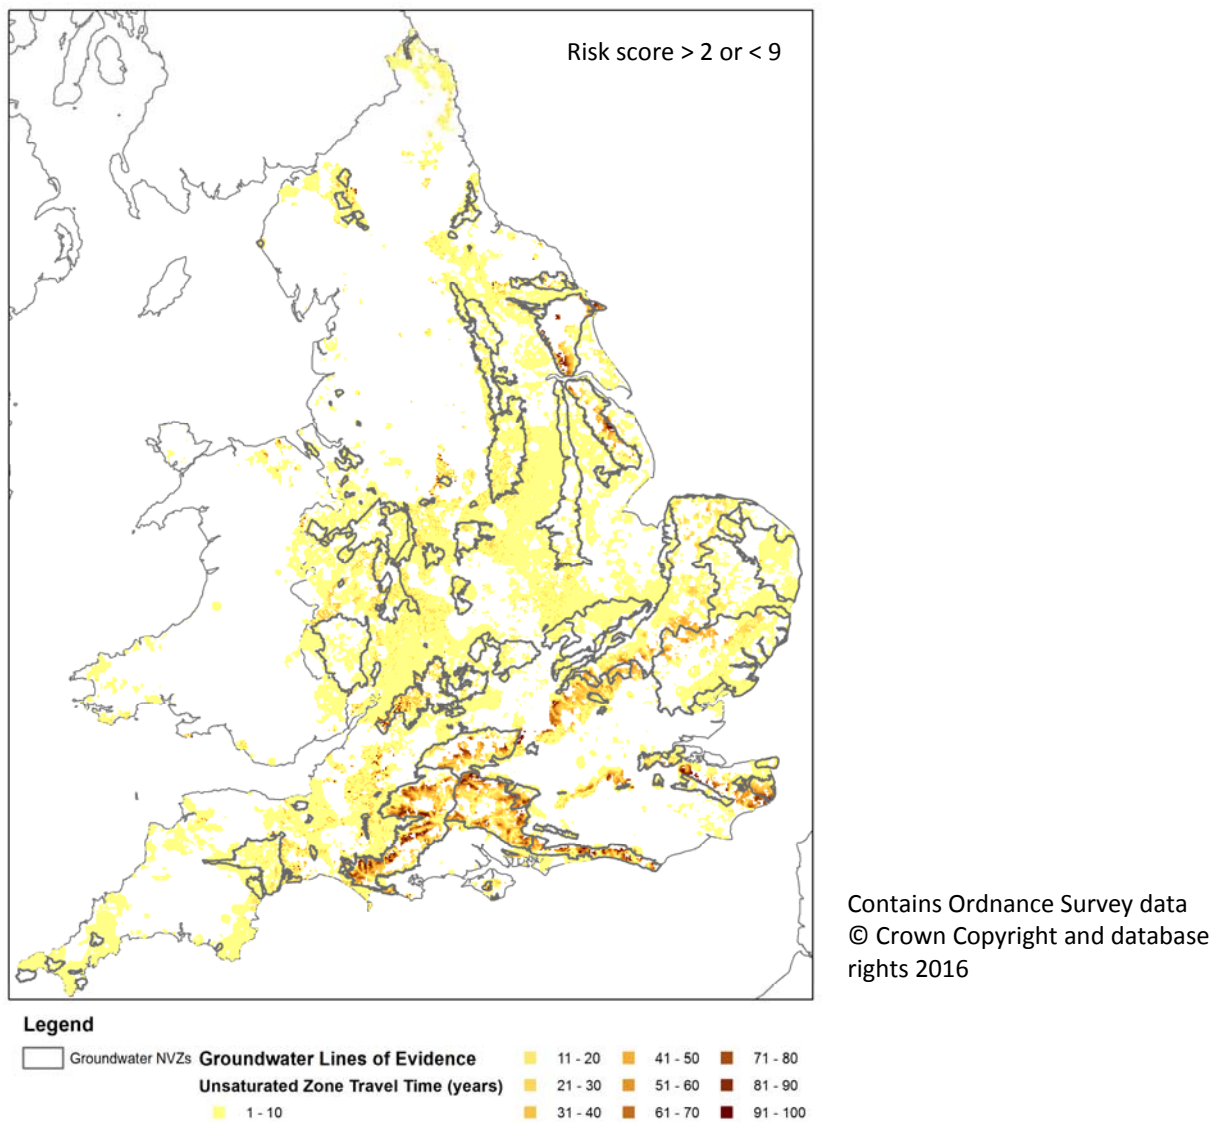 Risk score > 2 or < 9
Contains Ordnance Survey data
© Crown Copyright and database
rights 2016
Legend
Groundwater NVZs
Groundwater Lines of Evidence
Unsaturated Zone Travel Time (years)
1 - 10
11 - 20
21 - 30
31 - 40
41 - 50
51 - 60
61 - 70
71 - 80
81 - 90
91 - 100